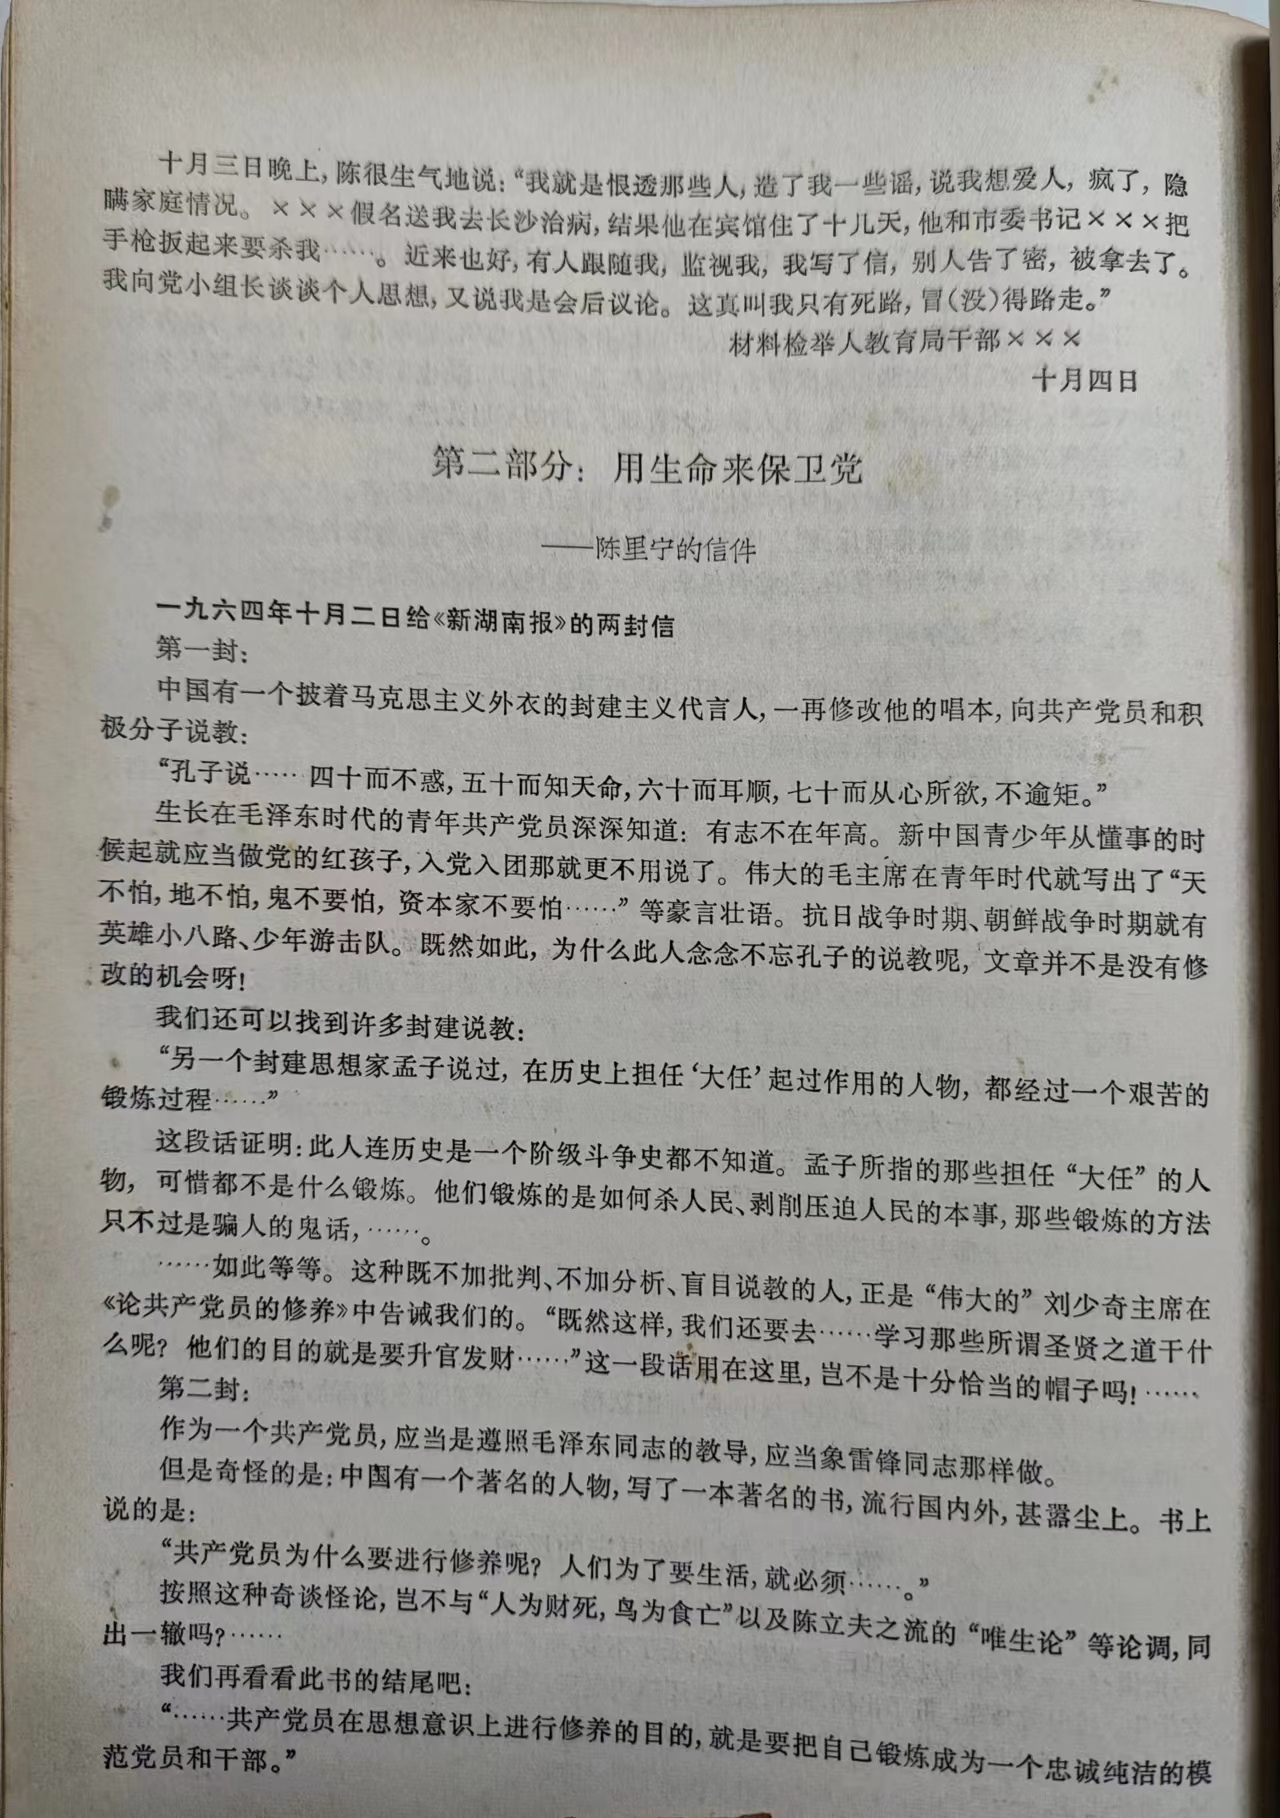 十月三日晚上，陈很生气地说：“我就是恨透那些人，造了我一些谣，说我想爱人，疯了，隐
瞒家庭情况。×××假名送我去长沙治病，结果他在宾馆住了十几天，他和市委书记×××把
手枪扳起来要杀我……。近来也好，有人跟随我，监视我，我写了信，别人告了密，被拿去了。
我向党小组长谈谈个人思想，又说我是会后议论。这真叫我只有死路，冒（没）得路走。”
材料检举人教育局干部×××
十月四日
第二部分：用生命来保卫党
——陈里宁的信件
一九六四年十月二日给《新湖南报》的两封信
第一封：
中国有一个披着马克思主义外衣的封建主义代言人，一再修改他的唱本，向共产党员和积
极分子说教：
“孔子说……四十而不惑，五十而知天命，六十而耳顺，七十而从心所欲，不逾矩。”
生长在毛泽东时代的青年共产党员深深知道：有志不在年高。新中国青少年从懂事的时
候起就应当做党的红孩子，入党入团那就更不用说了。伟大的毛主席在青年时代就写出了“天
不怕，地不怕，鬼不要怕，资本家不要怕……”等豪言壮语。抗日战争时期、朝鲜战争时期就有
英雄小八路、少年游击队。既然如此，为什么此人念念不忘孔子的说教呢，文章并不是没有修
改的机会呀！
我们还可以找到许多封建说教：
“另一个封建思想家孟子说过，在历史上担任‘大任’起过作用的人物，都经过一个艰苦的
锻炼过程……”
这段话证明：此人连历史是一个阶级斗争史都不知道。孟子所指的那些担任“大任”的人
物，可惜都不是什么锻炼。他们锻炼的是如何杀人民、剥削压迫人民的本事，那些锻炼的方法
只不过是骗人的鬼话，……。
……如此等等。这种既不加批判、不加分析、盲目说教的人，正是“伟大的”刘少奇主席在
《论共产党员的修养》中告诫我们的。“既然这样，我们还要去……学习那些所谓圣贤之道干什
么呢？他们的目的就是要升官发财……”这一段话用在这里，岂不是十分恰当的帽子吗！……
第二封：
作为一个共产党员，应当是遵照毛泽东同志的教导，应当象雷锋同志那样做。
但是奇怪的是：中国有一个著名的人物，写了一本著名的书，流行国内外，甚嚣尘上。书上
说的是：
“共产党员为什么要进行修养呢？人们为了要生活，就必须……。”
按照这种奇谈怪论，岂不与“人为财死，鸟为食亡”以及陈立夫之流的“唯生论”等论调，同
出一辙吗？……
我们再看看此书的结尾吧：
“……共产党员在思想意识上进行修养的目的，就是要把自己锻炼成为一个忠诚纯洁的模
范党员和干部。”